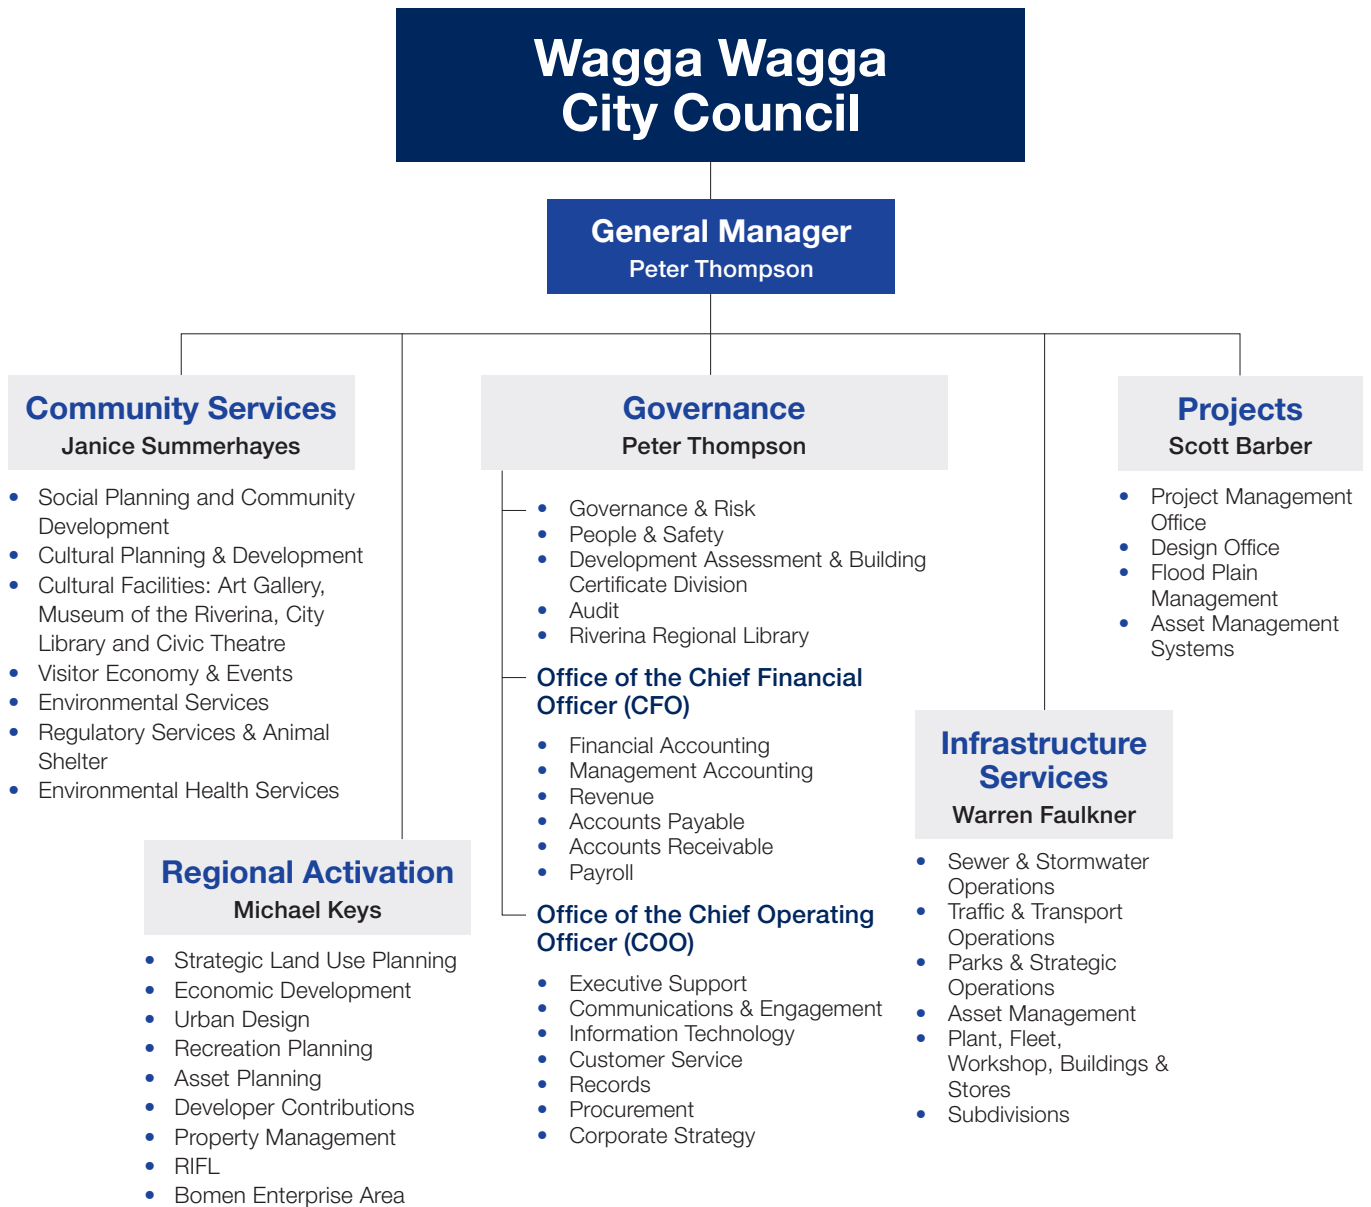 Wagga Wagga
City Council
General Manager
Peter Thompson
Community Services
Janice Summerhayes
• Social Planning and Community
Development
• Cultural Planning & Development
• Cultural Facilities: Art Gallery,
Museum of the Riverina, City
Library and Civic Theatre
• Visitor Economy & Events
• Environmental Services
• Regulatory Services & Animal
Shelter
• Environmental Health Services
Regional Activation
Michael Keys
• Strategic Land Use Planning
• Economic Development
• Urban Design
• Recreation Planning
• Asset Planning
• Developer Contributions
• Property Management
• RIFL
• Bomen Enterprise Area
Governance
Peter Thompson
• Governance & Risk
• People & Safety
• Development Assessment & Building
Certificate Division
• Audit
• Riverina Regional Library
Office of the Chief Financial
Officer (CFO)
• Financial Accounting
• Management Accounting
• Revenue
• Accounts Payable
• Accounts Receivable
• Payroll
Office of the Chief Operating
Officer (COO)
• Executive Support
• Communications & Engagement
• Information Technology
• Customer Service
• Records
• Procurement
• Corporate Strategy
Infrastructure
Services
Warren Faulkner
• Sewer & Stormwater
Operations
• Traffic & Transport
Operations
• Parks & Strategic
Operations
• Asset Management
• Plant, Fleet,
Workshop, Buildings &
Stores
• Subdivisions
Projects
Scott Barber
• Project Management
Office
• Design Office
• Flood Plain
Management
• Asset Management
Systems